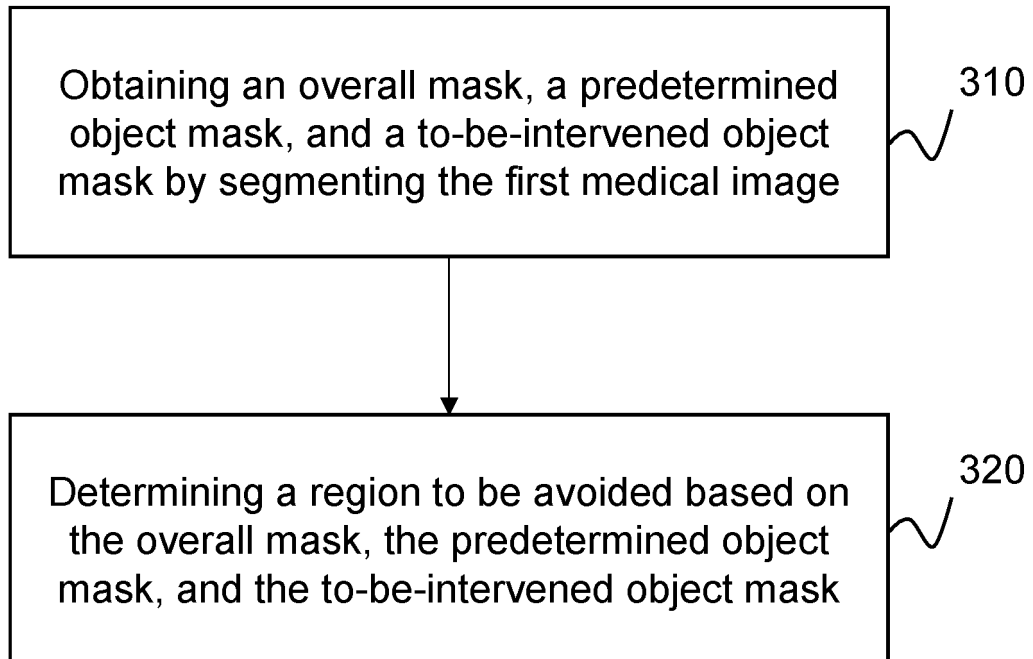 Obtaining an overall mask, a predetermined
object mask, and a to-be-intervened object
mask by segmenting the first medical image
310
Determining a region to be avoided based on
the overall mask, the predetermined object
mask, and the to-be-intervened object mask
320